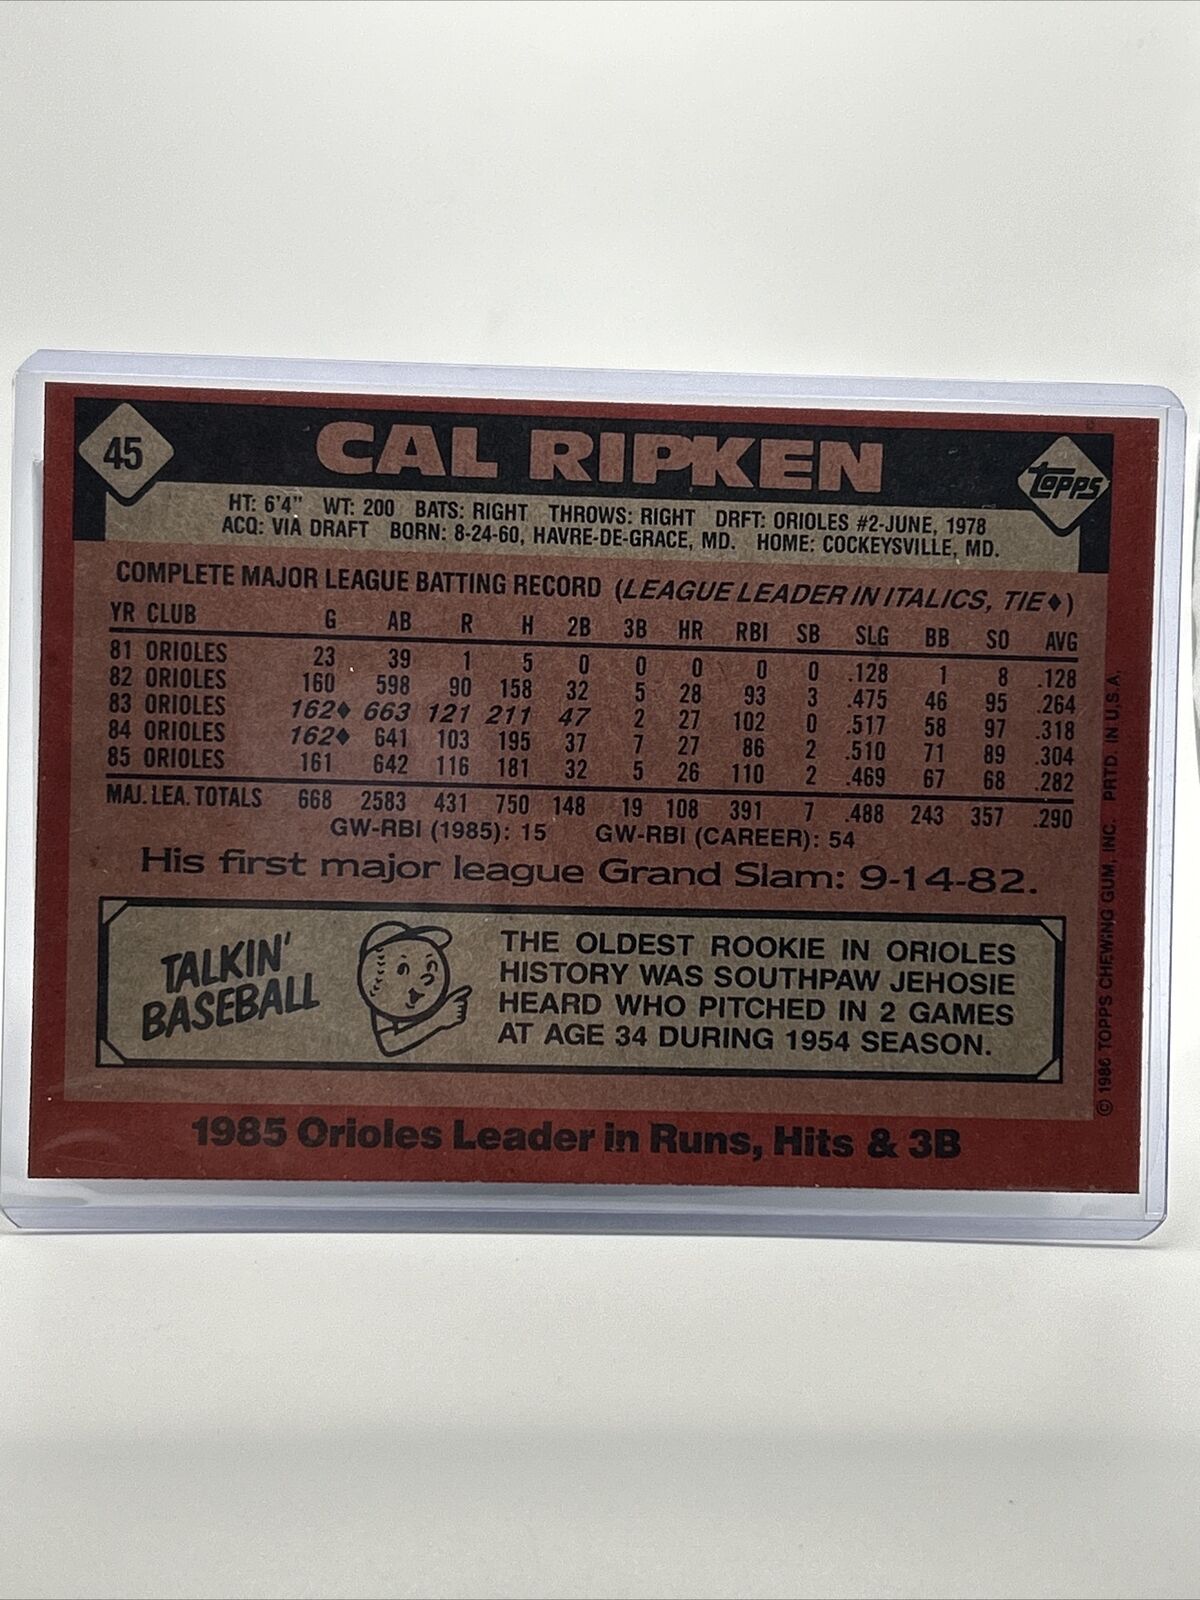 45
CAL RIPKEN
Topps
HT: 6'4" WT: 200 BATS: RIGHT THROWS: RIGHT DRFT: ORIOLES #2-JUNE, 1978
ACQ: VIA DRAFT BORN: 8-24-60, HAVRE-DE-GRACE, MD. HOME: COCKEYSVILLE, MD.
COMPLETE MAJOR LEAGUE BATTING RECORD (LEAGUE LEADER IN ITALICS, TIE♦)
YR CLUB G AB R H 2B 3B HR RBI SB SLG BB SO AVG
81 ORIOLES 23 39 1 5 0 0 0 0 0 .128 1 8 .128
82 ORIOLES 160 598 90 158 32 5 28 93 3 .475 46 95 .264
83 ORIOLES 162♦ 663 121 211 47 2 27 102 0 .517 58 97 .318
84 ORIOLES 162♦ 641 103 195 37 7 27 86 2 .510 71 89 .304
85 ORIOLES 161 642 116 181 32 5 26 110 2 .469 67 68 .282
MAJ. LEA. TOTALS 668 2583 431 750 148 19 108 391 7 .488 243 357 .290
GW-RBI (1985): 15 GW-RBI (CAREER): 54
His first major league Grand Slam: 9-14-82.
TALKIN'
BASEBALL
THE OLDEST ROOKIE IN ORIOLES
HISTORY WAS SOUTHPAW JEHOSIE
HEARD WHO PITCHED IN 2 GAMES
AT AGE 34 DURING 1954 SEASON.
1985 Orioles Leader in Runs, Hits & 3B
© 1986 TOPPS CHEWING GUM, INC. PRTD. IN U.S.A.